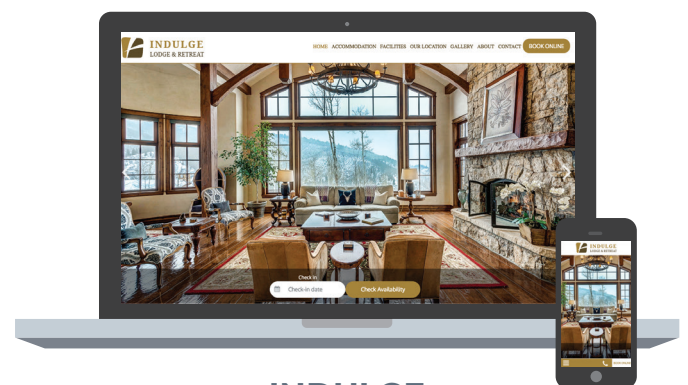 INDULGE
LODGE & RETREAT
HOME ACCOMMODATION FACILITIES OUR LOCATION GALLERY ABOUT CONTACT BOOK ONLINE
Check In
Check-in date Check Availability
INDULGE
LODGE & RETREAT
INDULGE